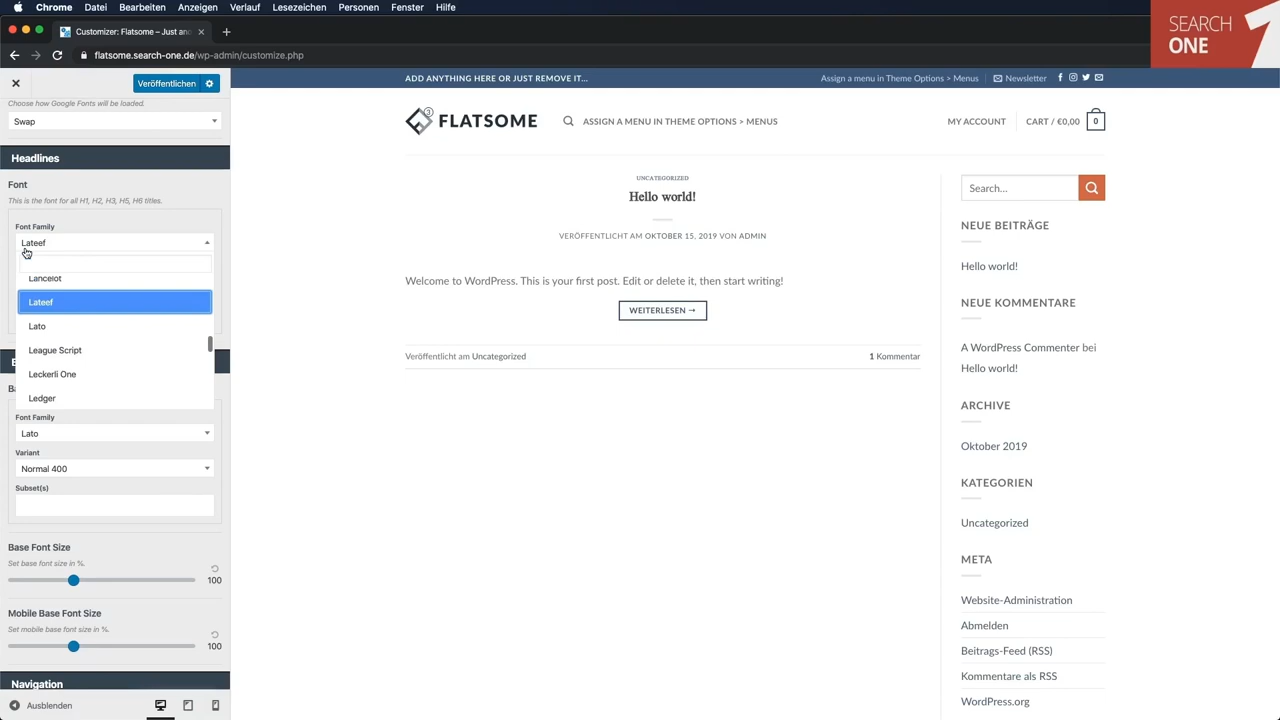 Chrome Datei Bearbeiten Anzeigen Verlauf Lesezeichen Personen Fenster Hilfe
SEARCH
ONE
Customizer: Flatsome – Just and
flatsome.search-one.de/wp-admin/customize.php
Veröffentlichen
Choose how Google Fonts will be loaded.
Swap
Headlines
Font
This is the font for all H1, H2, H3, H5, H6 titles.
Font Family
Lateef
Lancelot
Lateef
Lato
League Script
Leckerli One
Ledger
Font Family
Lato
Variant
Normal 400
Subset(s)
Base Font Size
Set base font size in %.
100
Mobile Base Font Size
Set mobile base font size in %.
100
Navigation
Ausblenden
ADD ANYTHING HERE OR JUST REMOVE IT...
Assign a menu in Theme Options > Menus
Newsletter
3
FLATSOME
ASSIGN A MENU IN THEME OPTIONS > MENUS
MY ACCOUNT
CART / €0,00
0
UNCATEGORIZED
Hello world!
VERÖFFENTLICHT AM OKTOBER 15, 2019 VON ADMIN
Welcome to WordPress. This is your first post. Edit or delete it, then start writing!
WEITERLESEN →
Veröffentlicht am Uncategorized
1 Kommentar
Search...
NEUE BEITRÄGE
Hello world!
NEUE KOMMENTARE
A WordPress Commenter bei
Hello world!
ARCHIVE
Oktober 2019
KATEGORIEN
Uncategorized
META
Website-Administration
Abmelden
Beitrags-Feed (RSS)
Kommentare als RSS
WordPress.org